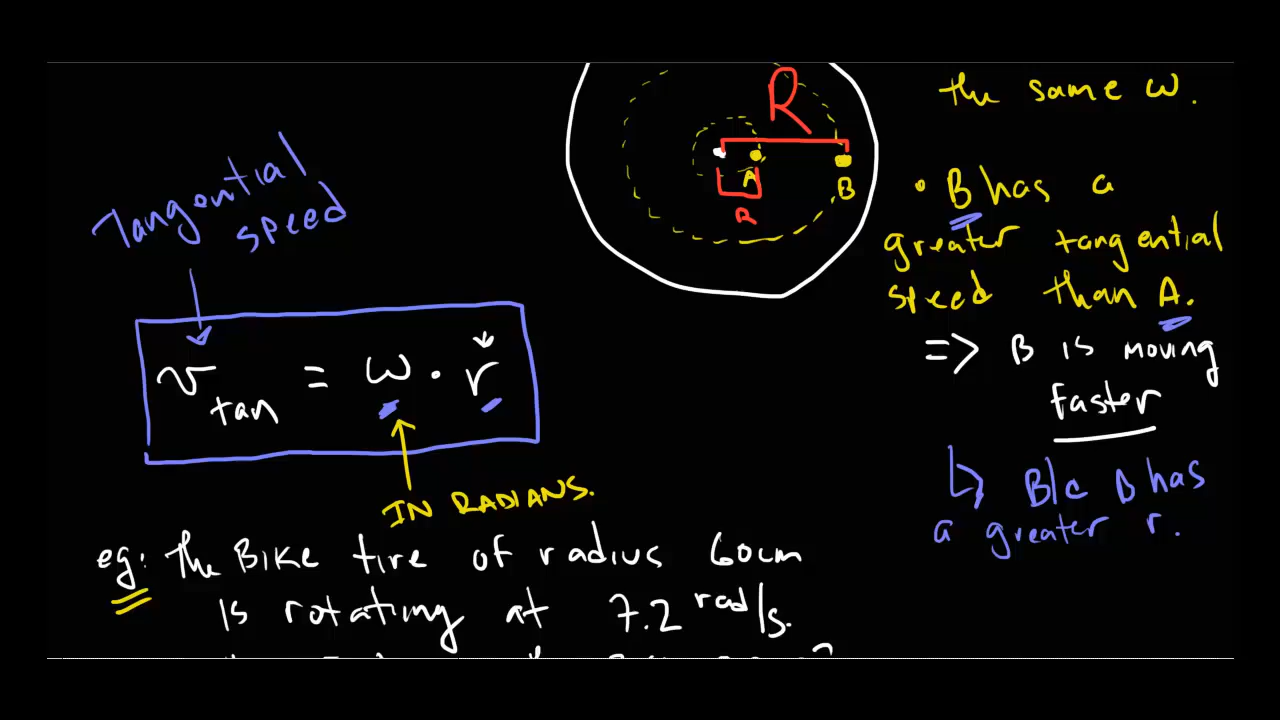 Tangential
speed
v tan = ω · r
IN RADIANS.
R
A
B
R
the same ω.
• B has a
greater tangential
speed than A.
=> B is moving
faster
B/c B has
a greater r.
eg: the Bike tire of radius 60cm
is rotating at 7.2 rad/s.